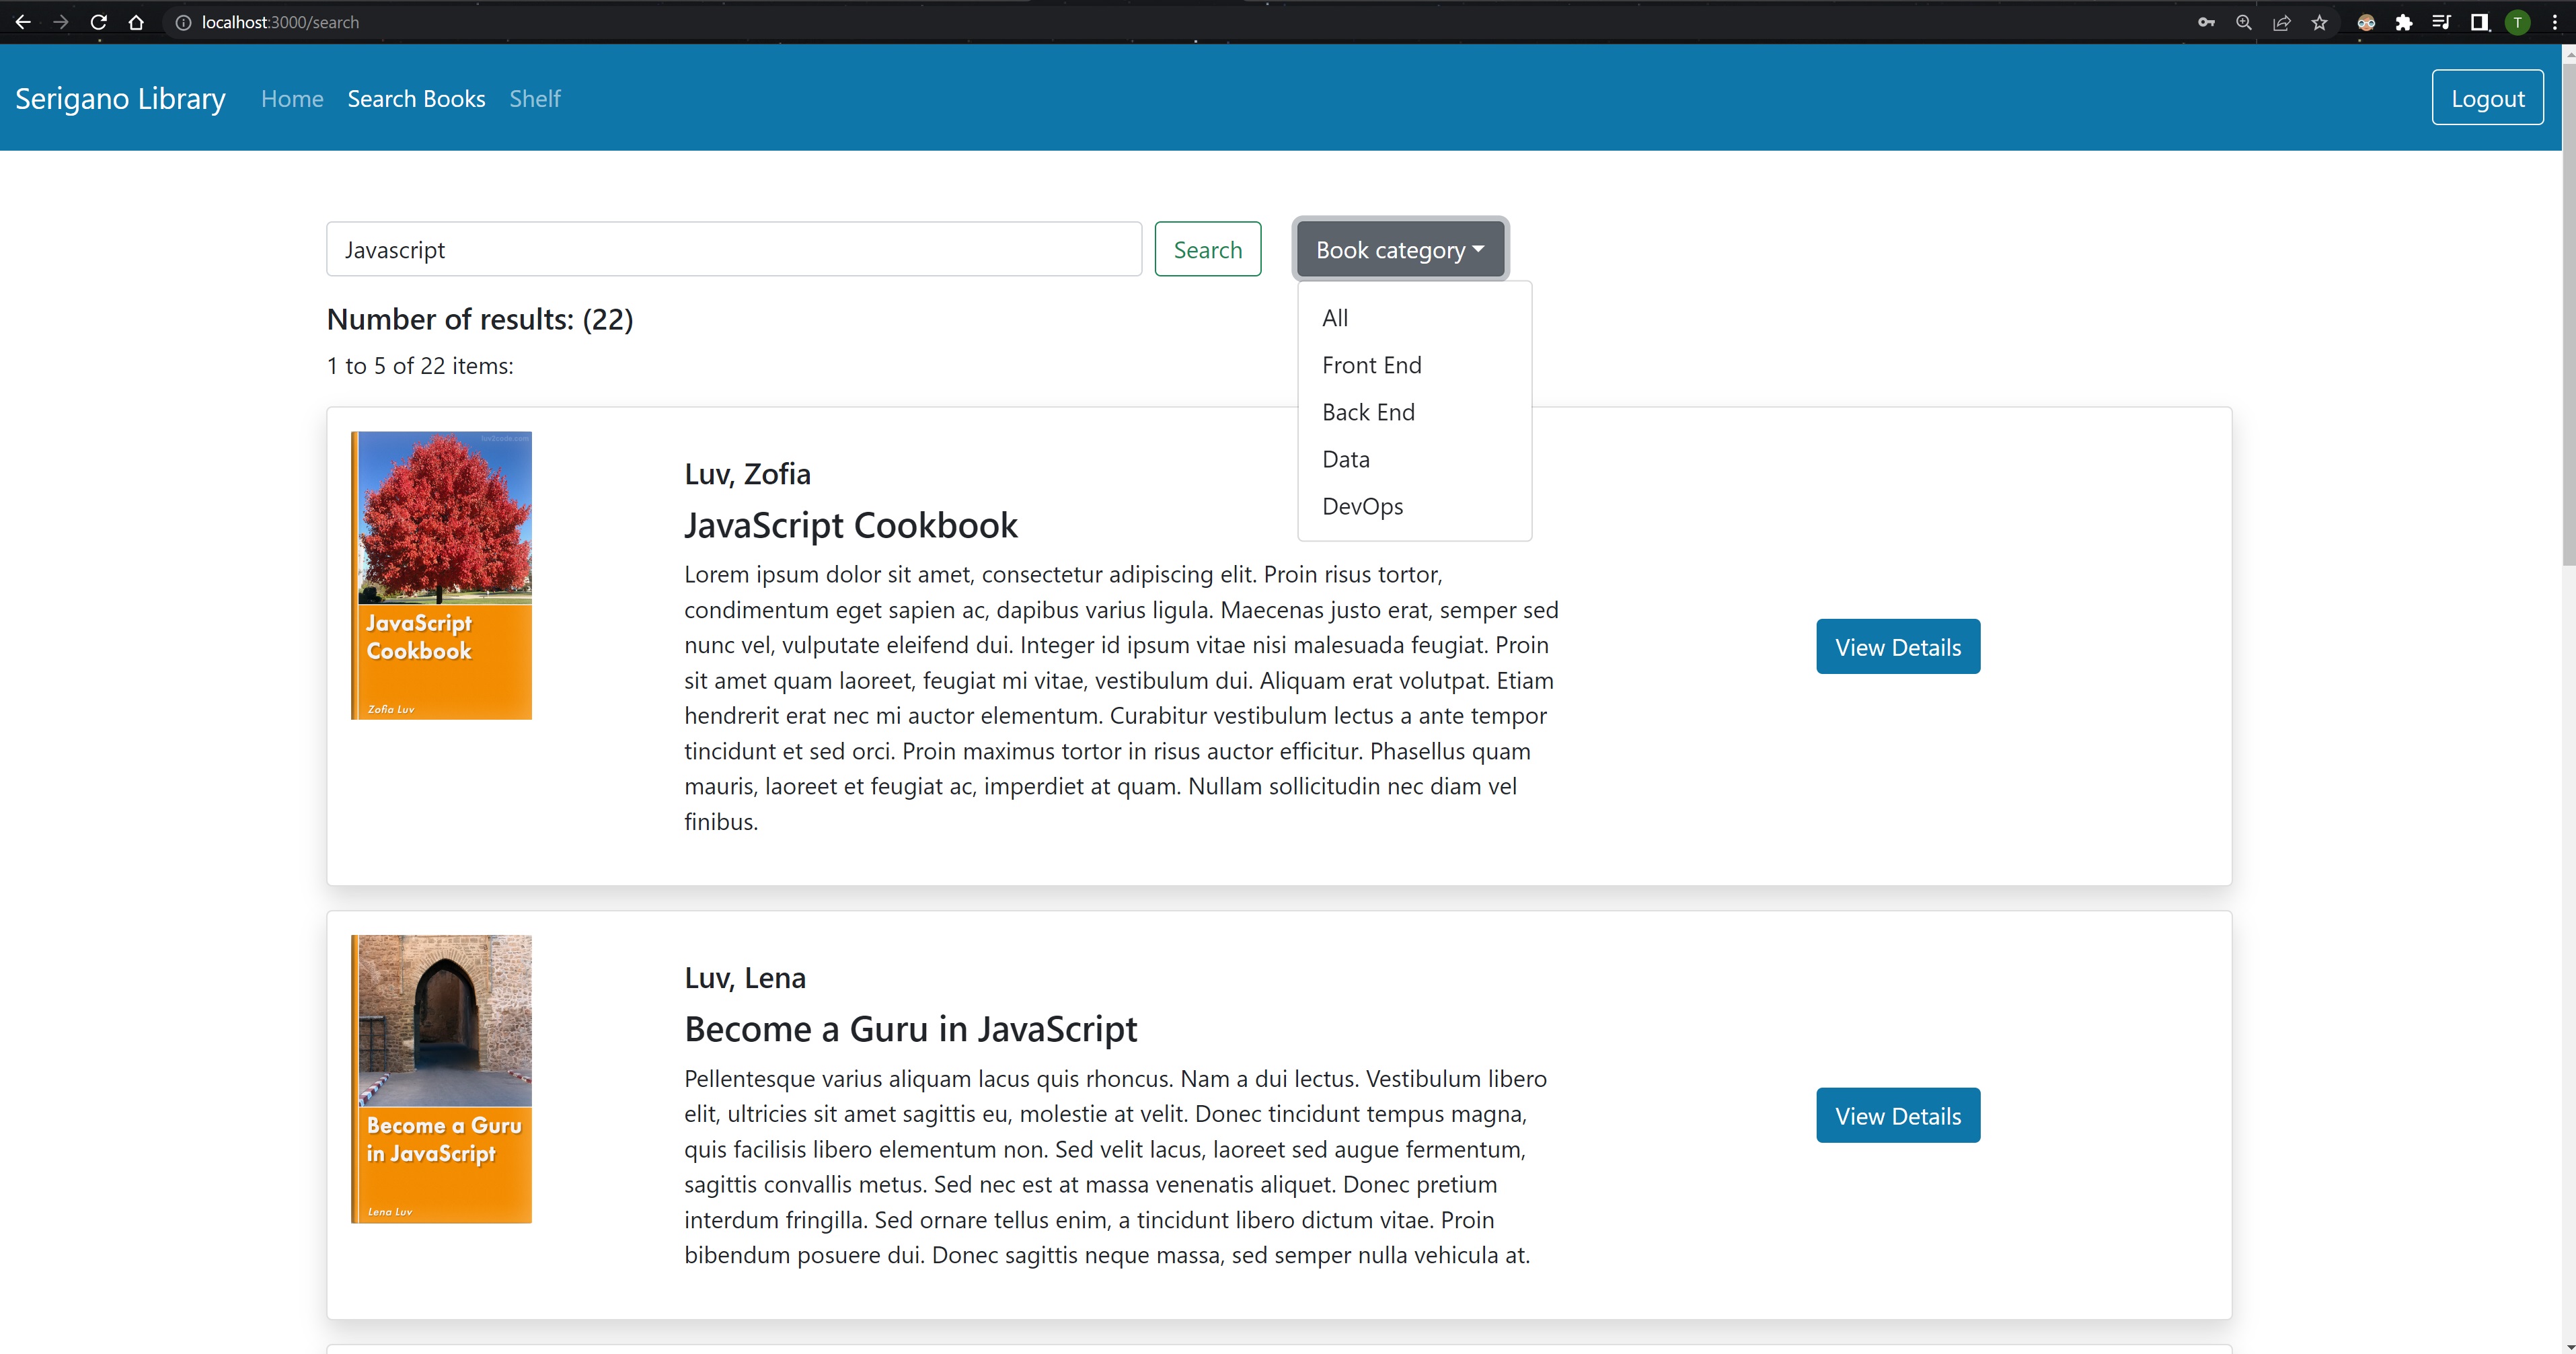 localhost:3000/search
T
Serigano Library Home Search Books Shelf Logout
Javascript Search Book category
All
Front End
Back End
Data
DevOps
Number of results: (22)
1 to 5 of 22 items:
luv2code.com
JavaScript
Cookbook
Zofia Luv
Luv, Zofia
JavaScript Cookbook
Lorem ipsum dolor sit amet, consectetur adipiscing elit. Proin risus tortor,
condimentum eget sapien ac, dapibus varius ligula. Maecenas justo erat, semper sed
nunc vel, vulputate eleifend dui. Integer id ipsum vitae nisi malesuada feugiat. Proin
sit amet quam laoreet, feugiat mi vitae, vestibulum dui. Aliquam erat volutpat. Etiam
hendrerit erat nec mi auctor elementum. Curabitur vestibulum lectus a ante tempor
tincidunt et sed orci. Proin maximus tortor in risus auctor efficitur. Phasellus quam
mauris, laoreet et feugiat ac, imperdiet at quam. Nullam sollicitudin nec diam vel
finibus.
View Details
Become a Guru
in JavaScript
Lena Luv
Luv, Lena
Become a Guru in JavaScript
Pellentesque varius aliquam lacus quis rhoncus. Nam a dui lectus. Vestibulum libero
elit, ultricies sit amet sagittis eu, molestie at velit. Donec tincidunt tempus magna,
quis facilisis libero elementum non. Sed velit lacus, laoreet sed augue fermentum,
sagittis convallis metus. Sed nec est at massa venenatis aliquet. Donec pretium
interdum fringilla. Sed ornare tellus enim, a tincidunt libero dictum vitae. Proin
bibendum posuere dui. Donec sagittis neque massa, sed semper nulla vehicula at.
View Details